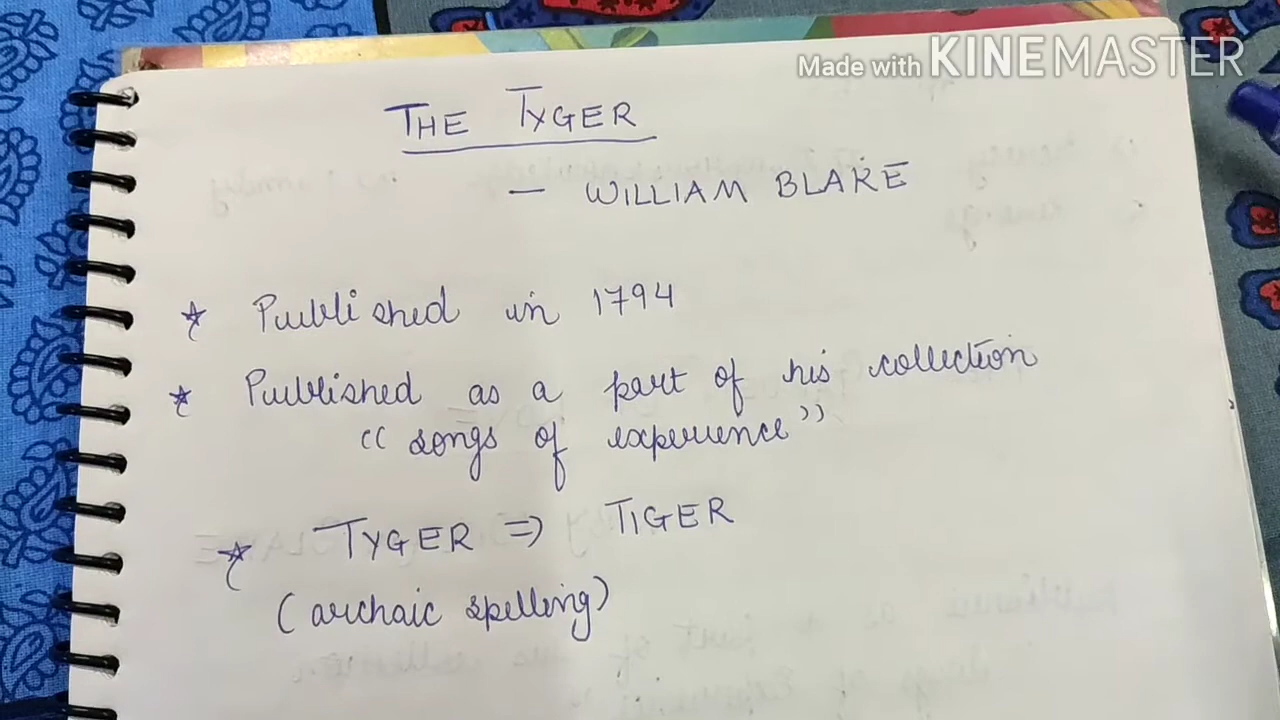 Made with KINEMASTER
THE TYGER
— WILLIAM BLAKE
* Published in 1794
* Published as a part of his collection
"songs of experience"
* TYGER => TIGER
(archaic spelling)